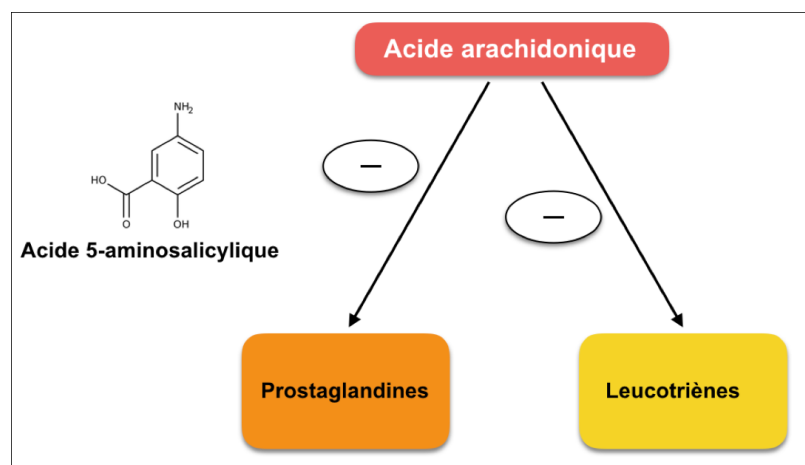 Acide arachidonique
NH2
HO
O
OH
Acide 5-aminosalicylique
–
–
Prostaglandines
Leucotriènes